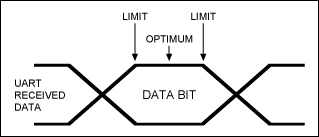 LIMIT LIMIT
OPTIMUM
UART
RECEIVED
DATA
DATA BIT